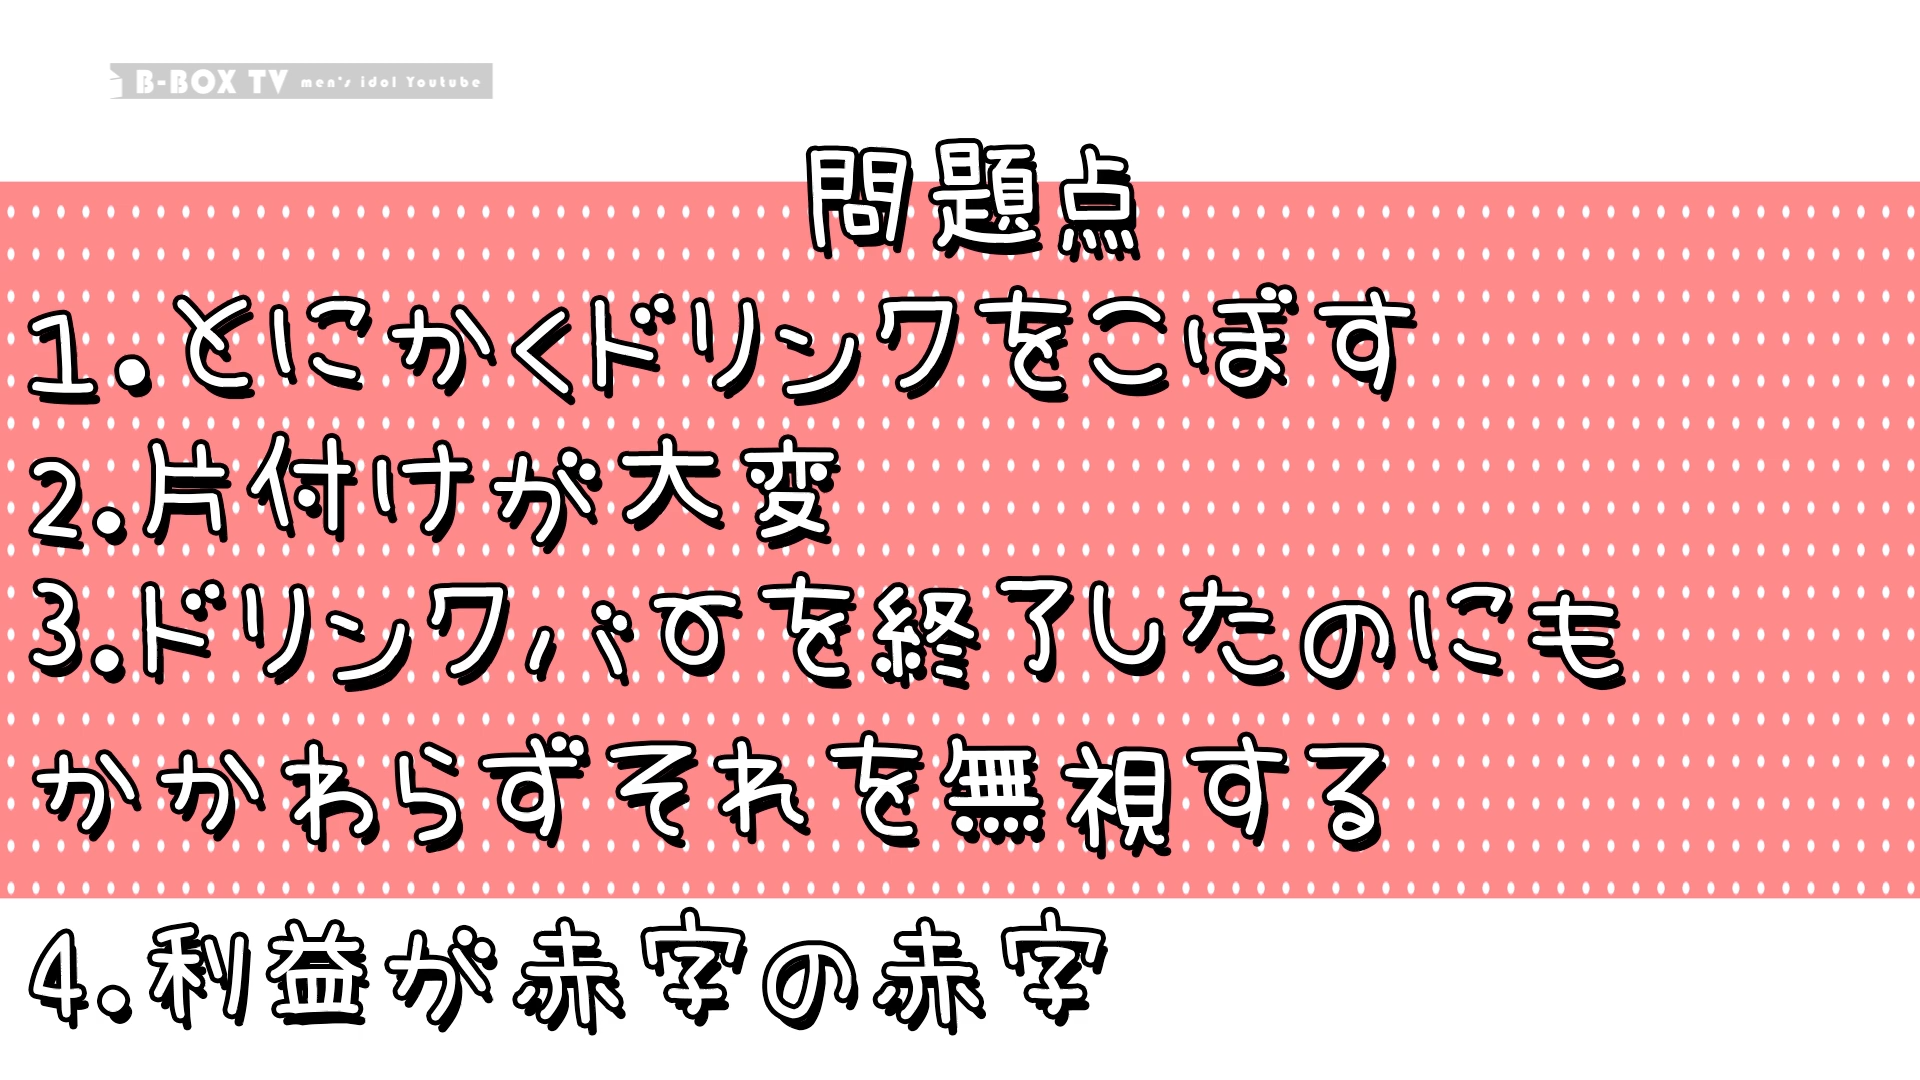 B-BOX TV men's idol Youtube
問題点
1.とにかくドリンクをこぼす
2.片付けが大変
3.ドリンクバーを終了したのにも
かかわらずそれを無視する
4.利益が赤字の赤字